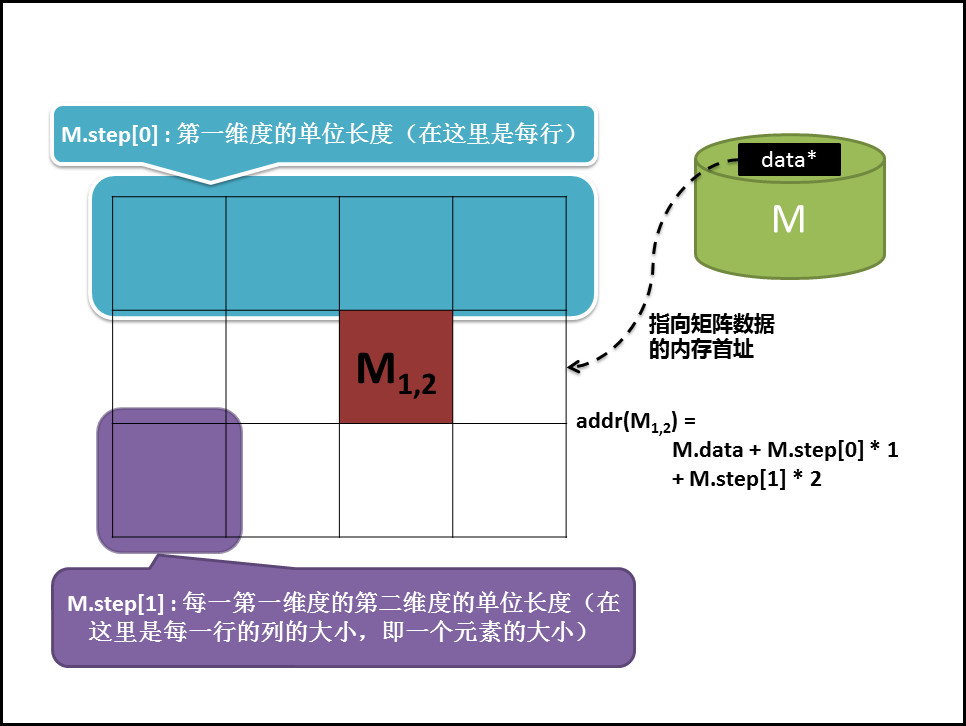 M.step[0] : 第一维度的单位长度（在这里是每行）
data*
M
指向矩阵数据
的内存首址
M1,2
addr(M1,2) =
M.data + M.step[0] * 1
+ M.step[1] * 2
M.step[1] : 每一第一维度的第二维度的单位长度（在
这里是每一行的列的大小，即一个元素的大小）